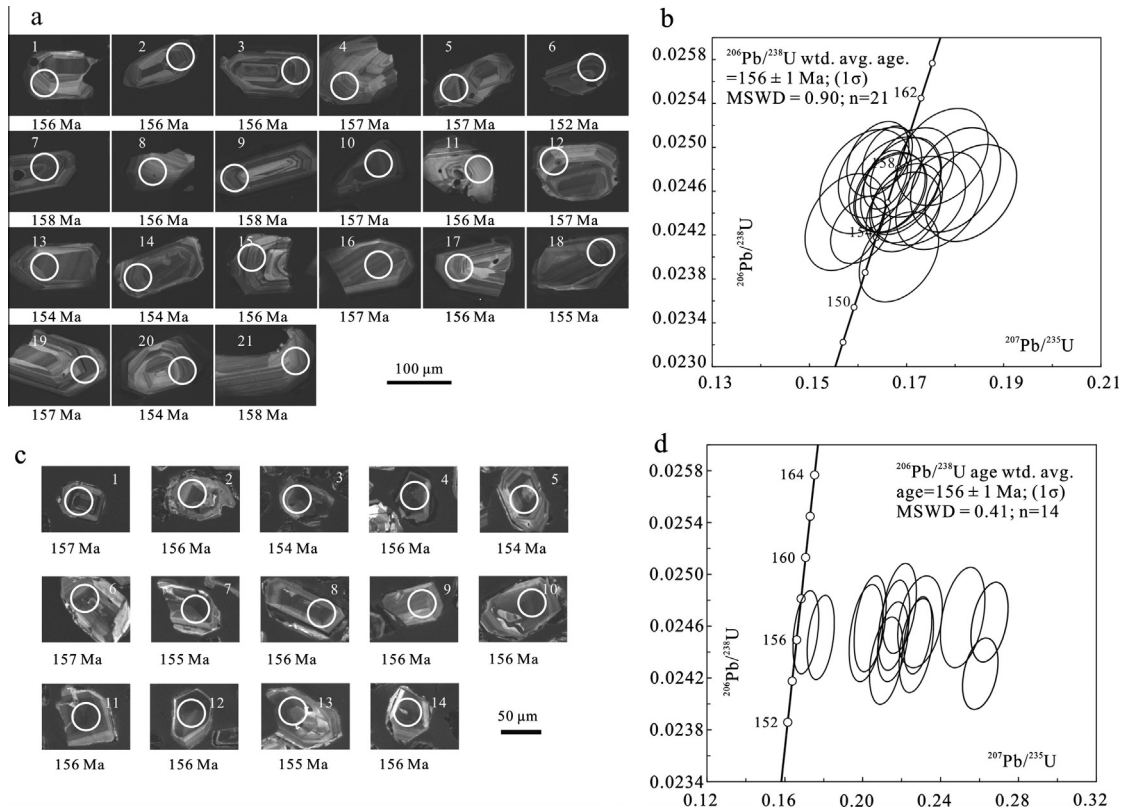 a
1 2 3 4 5 6
156 Ma 156 Ma 156 Ma 157 Ma 157 Ma 152 Ma
7 8 9 10 11 12
158 Ma 156 Ma 158 Ma 157 Ma 156 Ma 157 Ma
13 14 15 16 17 18
154 Ma 154 Ma 156 Ma 157 Ma 156 Ma 155 Ma
19 20 21
157 Ma 154 Ma 158 Ma
100 µm
b
²⁰⁶Pb/²³⁸U wtd. avg. age.
=156 ± 1 Ma; (1σ)
MSWD = 0.90; n=21
0.0258
0.0254
0.0250
0.0246
0.0242
0.0238
0.0234
0.0230
²⁰⁶Pb/²³⁸U
162
158
150
²⁰⁷Pb/²³⁵U
0.13 0.15 0.17 0.19 0.21
c
1 2 3 4 5
157 Ma 156 Ma 154 Ma 156 Ma 154 Ma
6 7 8 9 10
157 Ma 155 Ma 156 Ma 156 Ma 156 Ma
11 12 13 14
156 Ma 156 Ma 155 Ma 156 Ma
50 µm
d
²⁰⁶Pb/²³⁸U age wtd. avg.
age=156 ± 1 Ma; (1σ)
MSWD = 0.41; n=14
0.0258
0.0254
0.0250
0.0246
0.0242
0.0238
0.0234
²⁰⁶Pb/²³⁸U
164
160
156
152
²⁰⁷Pb/²³⁵U
0.12 0.16 0.20 0.24 0.28 0.32